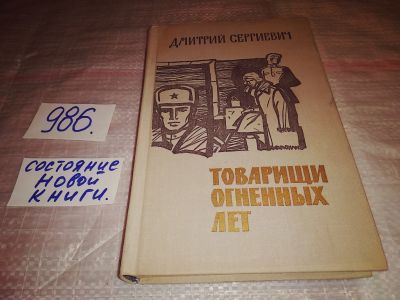 ДМИТРИЙ СЕРГИЕВИЧ
ТОВАРИЩИ
ОГНЕННЫХ
ЛЕТ
986.
СОСТОЯНИЕ
НОВОЙ
КНИГИ.